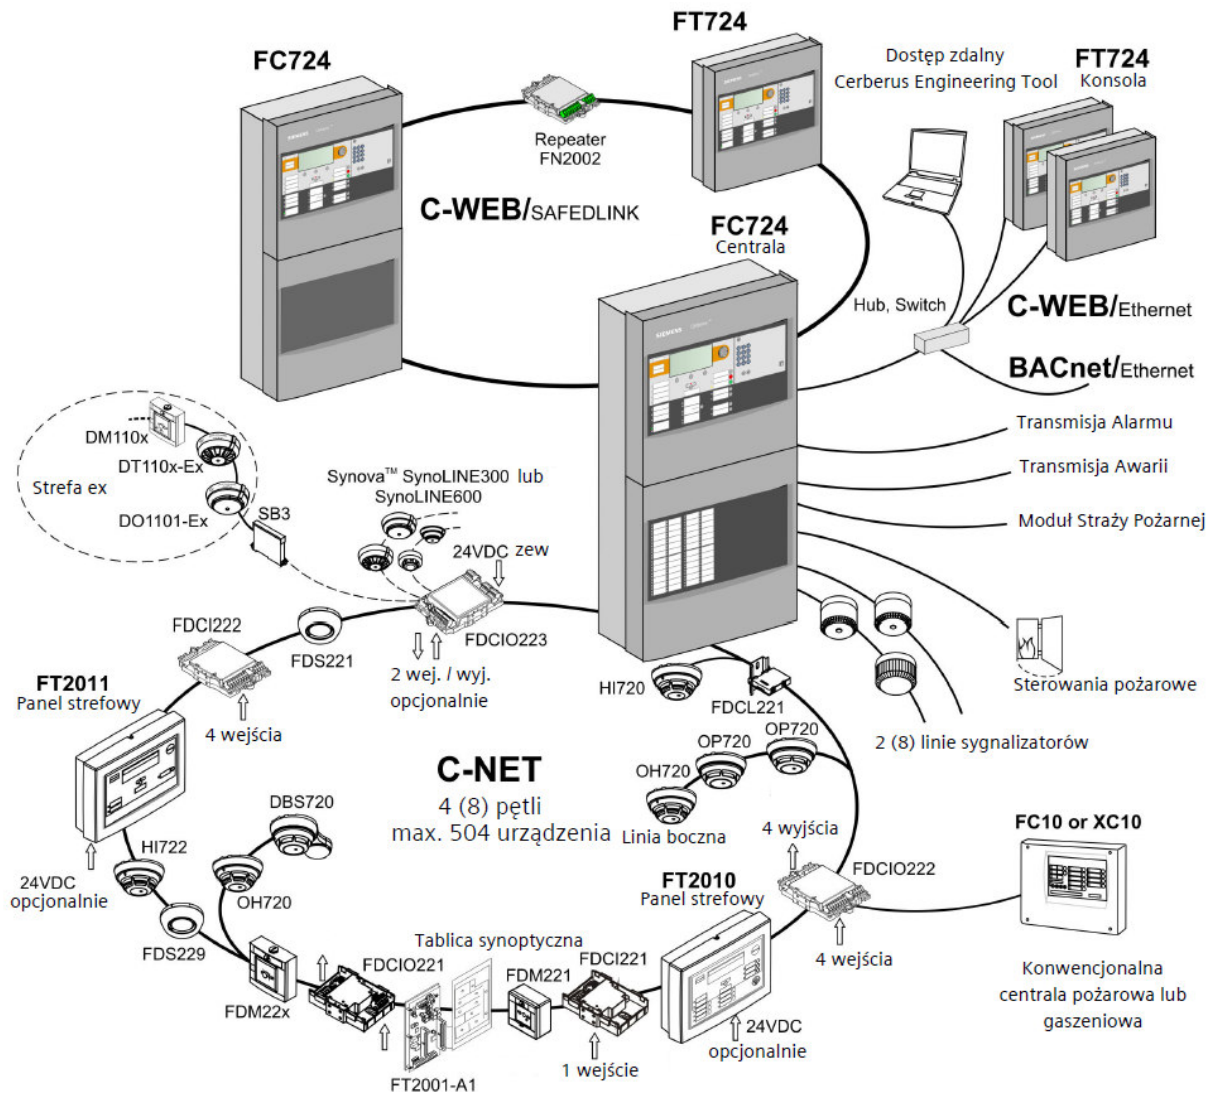 FT724
FC724
Dostęp zdalny
Cerberus Engineering Tool
FT724
Konsola
Repeater
FN2002
C-WEB/SAFEDLINK
FC724
Centrala
Hub, Switch
C-WEB/Ethernet
BACnet/Ethernet
SIEMENS
Transmisja Alarmu
Transmisja Awarii
Moduł Straży Pożarnej
DM110x
DT110x-Ex
Strefa ex
DO1101-Ex
SB3
Synova™ SynoLINE300 lub
SynoLINE600
24VDC zew
FDCI222
FDS221
FDCIO223
2 wej. / wyj.
opcjonalnie
FT2011
Panel strefowy
4 wejścia
HI720
FDCL221
Sterowania pożarowe
2 (8) linie sygnalizatorów
OP720
OP720
OH720
Linia boczna
C-NET
4 (8) pętli
max. 504 urządzenia
DBS720
HI722
24VDC
opcjonalnie
OH720
FDS229
4 wyjścia
FDCIO222
FC10 or XC10
FT2010
Panel strefowy
4 wejścia
Tablica synoptyczna
FDCIO221
FDM221
FDCI221
FDM22x
24VDC
opcjonalnie
Konwencjonalna
centrala pożarowa lub
gaszeniowa
1 wejście
FT2001-A1